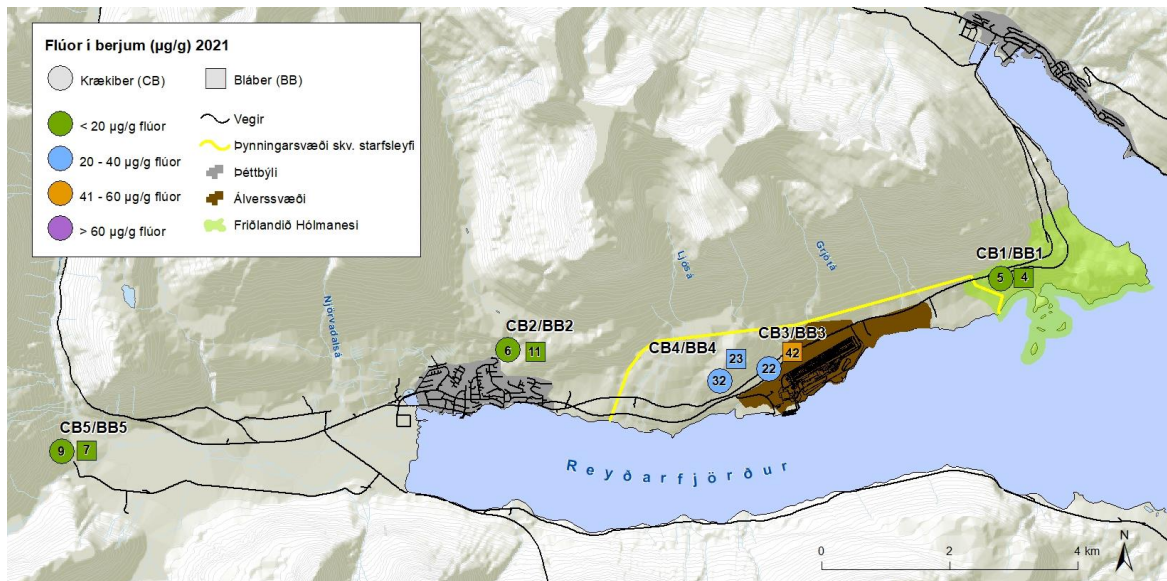 Flúor í berjum (µg/g) 2021
Krækiber (CB)
Bláber (BB)
< 20 µg/g flúor
20 - 40 µg/g flúor
41 - 60 µg/g flúor
> 60 µg/g flúor
Vegir
Þynningarsvæði skv. starfsleyfi
Þéttbýli
Álverssvæði
Friðlandið Hólmanesi
Ljósá
Grjótá
Njörvadalsá
CB1/BB1
5
4
CB2/BB2
6
11
CB3/BB3
22
42
CB4/BB4
32
23
CB5/BB5
9
7
Reyðarfjörður
0
2
4 km
N